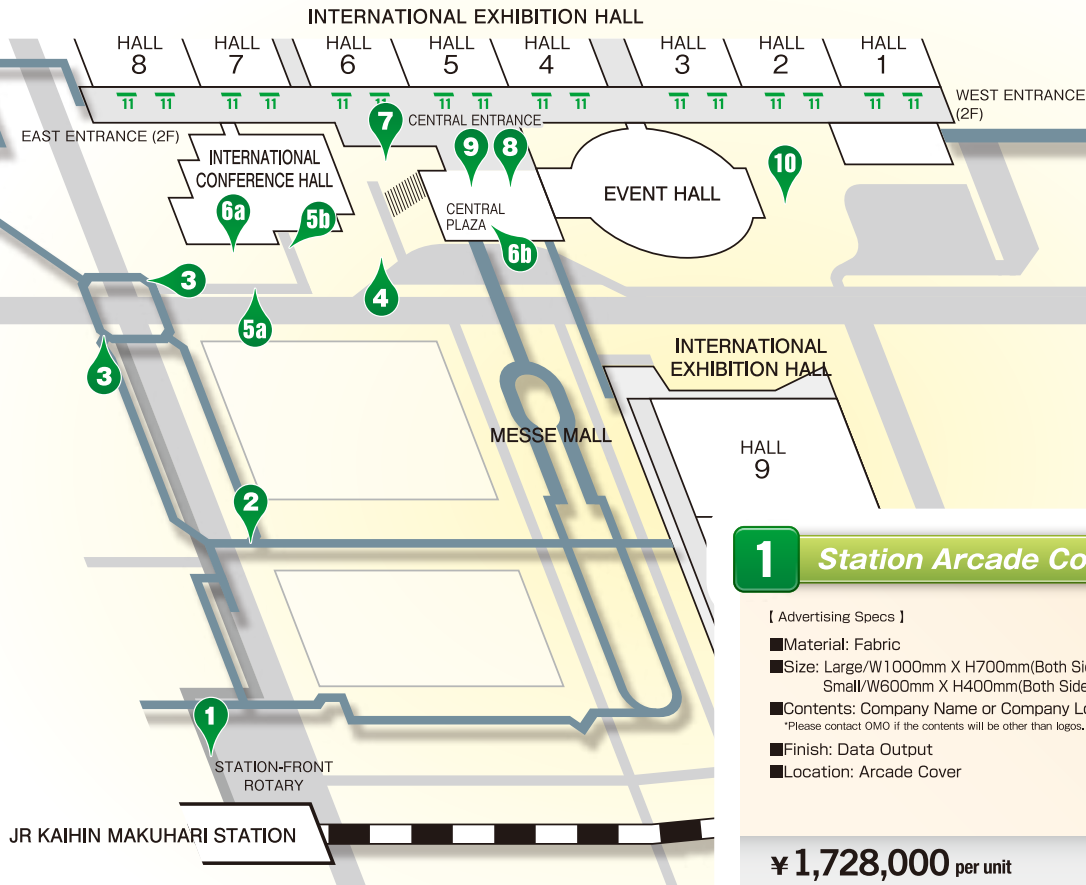 INTERNATIONAL EXHIBITION HALL
HALL
8
HALL
7
HALL
6
HALL
5
HALL
4
HALL
3
HALL
2
HALL
1
11 11 11 11 11 11 11 11 11 11 11 11 11 11 11 11
EAST ENTRANCE (2F)
CENTRAL ENTRANCE
WEST ENTRANCE
(2F)
7
9
8
10
INTERNATIONAL
CONFERENCE HALL
6a
5b
CENTRAL
PLAZA
6b
EVENT HALL
3
4
5a
3
INTERNATIONAL
EXHIBITION HALL
MESSE MALL
HALL
9
2
1
STATION-FRONT
ROTARY
JR KAIHIN MAKUHARI STATION
1
Station Arcade Co
[ Advertising Specs ]
■Material: Fabric
■Size: Large/W1000mm X H700mm(Both Sid
Small/W600mm X H400mm(Both Side
■Contents: Company Name or Company Lo
*Please contact OMO if the contents will be other than logos.
■Finish: Data Output
■Location: Arcade Cover
¥1,728,000 per unit